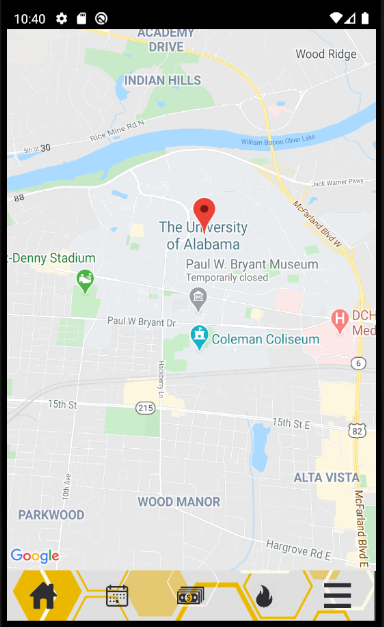 10:40
ACADEMY
DRIVE
Wood Ridge
INDIAN HILLS
Rice Mine Rd N
5th st
30
William Bacon Oliver Lake
Jack Warner Pkwy
88
McFarland Blvd W
The University
of Alabama
t-Denny Stadium
Paul W. Bryant Museum
Temporarily closed
Paul W Bryant Dr
H
DCH
Med
Coleman Coliseum
6
Hackberry Ln
15th St
215
15th St E
82
10th Ave
ALTA VISTA
WOOD MANOR
PARKWOOD
McFarland Blvd E
Hargrove Rd E
Google
$